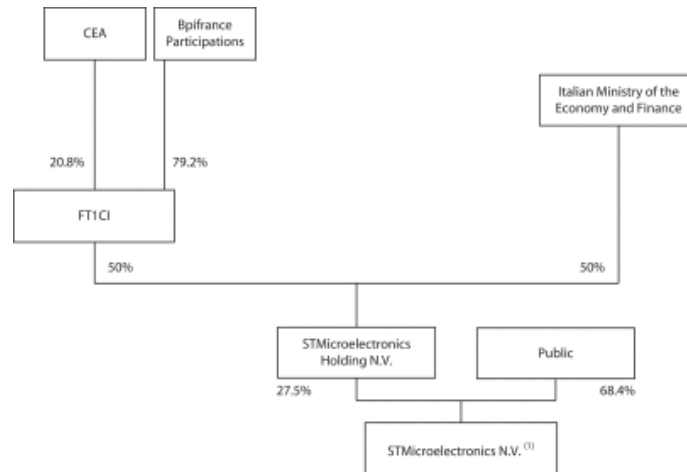 CEA
Bpifrance
Participations
Italian Ministry of the
Economy and Finance
20.8%
79.2%
FT1CI
50%
50%
STMicroelectronics
Holding N.V.
Public
27.5%
68.4%
STMicroelectronics N.V. (1)